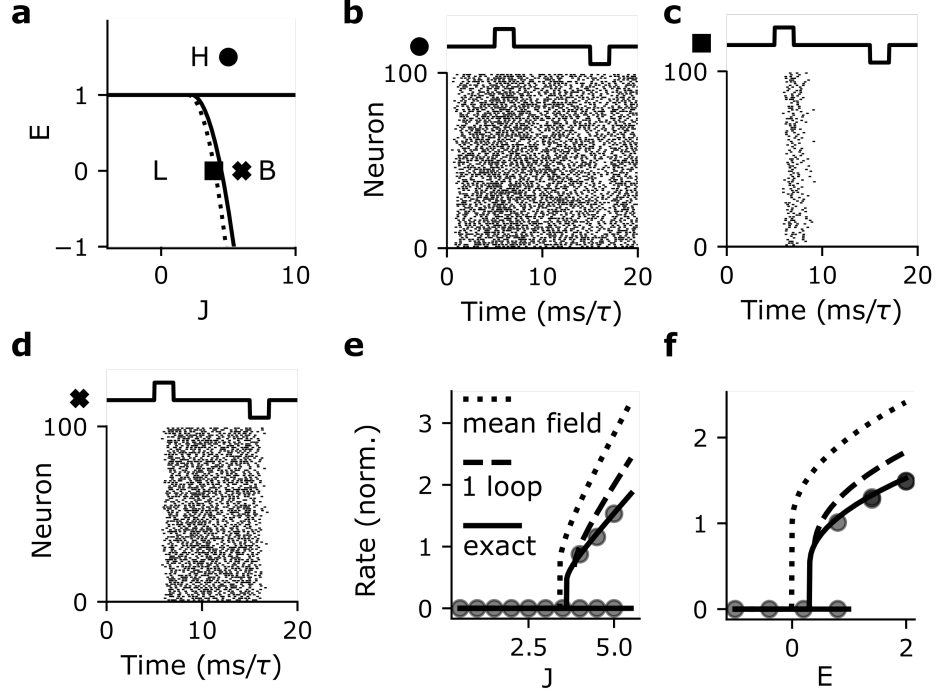 a
H
1
E
0
L
B
−1
0
10
J
b
100
Neuron
0
0
10
20
Time (ms/τ)
c
100
0
0
10
20
Time (ms/τ)
d
100
Neuron
0
0
10
20
Time (ms/τ)
e
3
mean field
2
1 loop
1
exact
0
Rate (norm.)
2.5
5.0
J
f
2
1
0
0
2
E